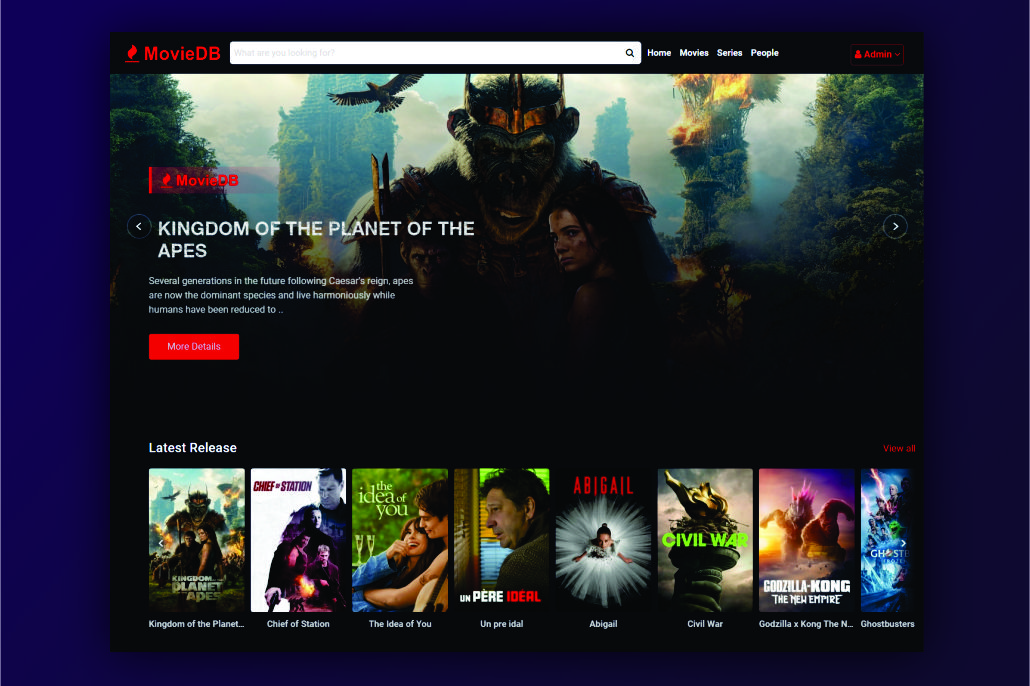 MovieDB
What are you looking for?
Home Movies Series People
Admin
MovieDB
KINGDOM OF THE PLANET OF THE
APES
Several generations in the future following Caesar's reign, apes
are now the dominant species and live harmoniously while
humans have been reduced to ..
More Details
Latest Release
View all
KINGDOM
PLANET
OF THE APES
CHIEF OF STATION
the
idea of
you
UN PÈRE IDÉAL
ABIGAIL
CIVIL WAR
GODZILLA-KONG
THE NEW EMPIRE
Kingdom of the Planet...
Chief of Station
The Idea of You
Un pre idal
Abigail
Civil War
Godzilla x Kong The N...
Ghostbusters